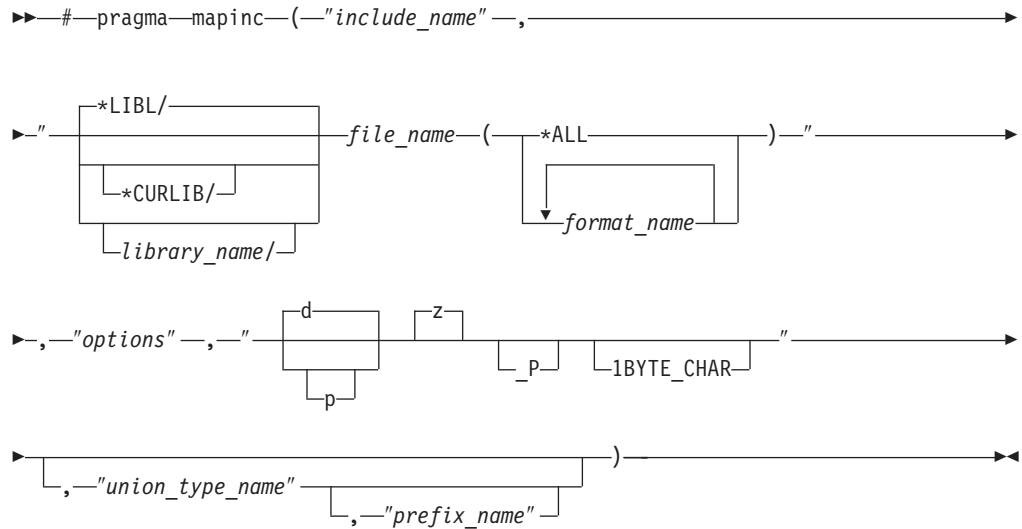 # pragma mapinc ( "include_name" ,
*LIBL/
" file_name ( *ALL ) "
*CURLIB/
format_name
library_name/
d z
, "options" , " "
_P 1BYTE_CHAR
p
)
, "union_type_name"
, "prefix_name"